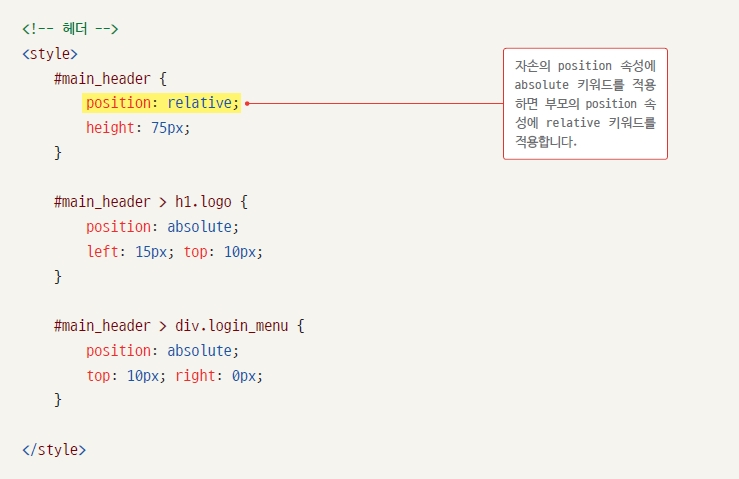 <!-- 헤더 -->
<style>
    #main_header {
        position: relative;
        height: 75px;
    }

    #main_header > h1.logo {
        position: absolute;
        left: 15px; top: 10px;
    }

    #main_header > div.login_menu {
        position: absolute;
        top: 10px; right: 0px;
    }

</style>
자손의 position 속성에
absolute 키워드를 적용
하면 부모의 position 속
성에 relative 키워드를
적용합니다.